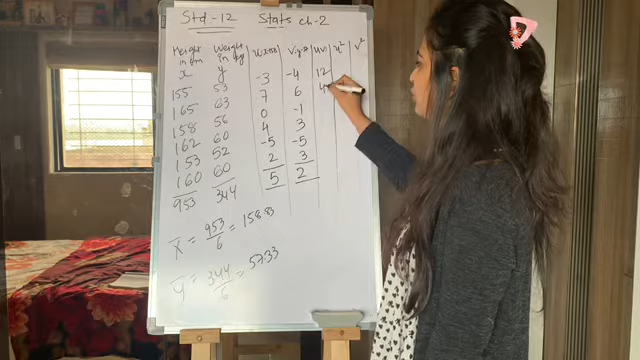 Std-12 Stats ch-2
Height in cm Weight in kg
x y uv u² v²
155 53 -3 -4 12
165 63 7 6 4
158 56 0 -1
162 60 4 3
153 52 -5 -5
160 60 2 3
953 344 5 2
x̄ = 953/6 = 158.83
ȳ = 344/6 = 57.33